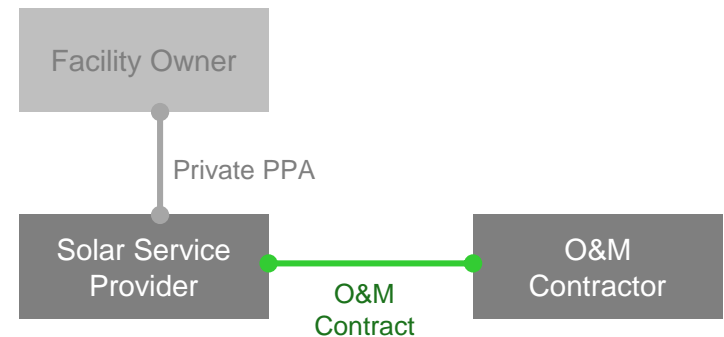 Facility Owner
Private PPA
Solar Service
Provider
O&M
Contract
O&M
Contractor